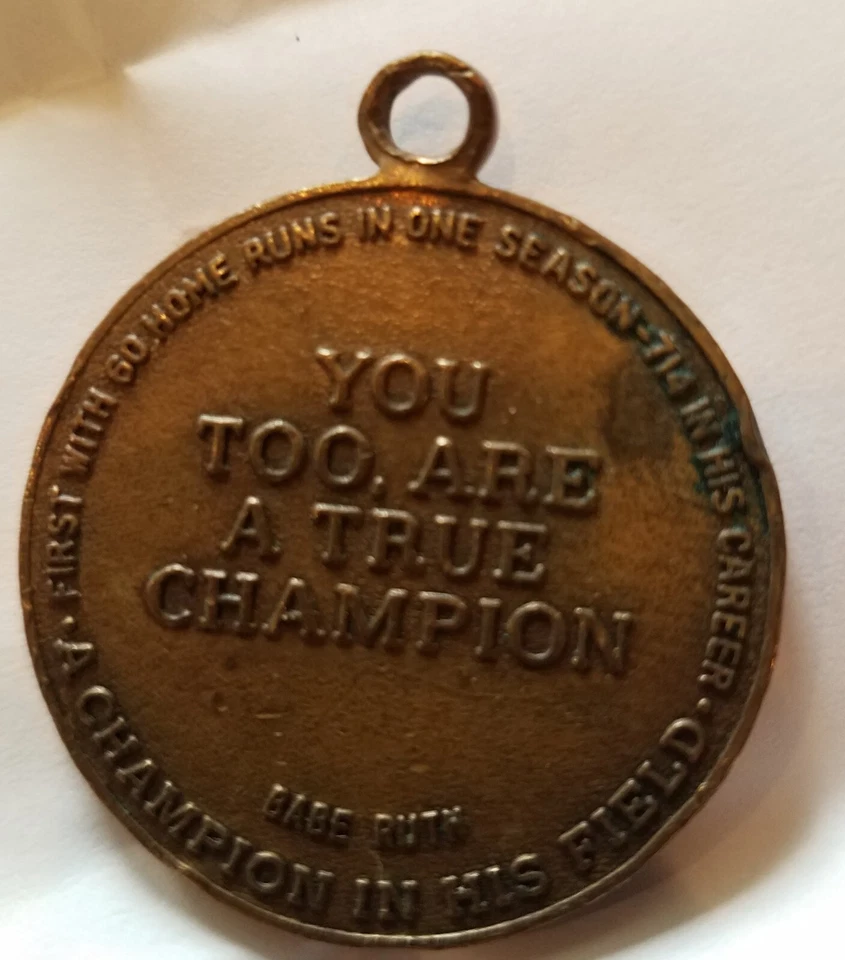 FIRST WITH 60 HOME RUNS IN ONE SEASON-714 IN HIS CAREER
YOU
TOO, ARE
A TRUE
CHAMPION
BABE RUTH
• A CHAMPION IN HIS FIELD •